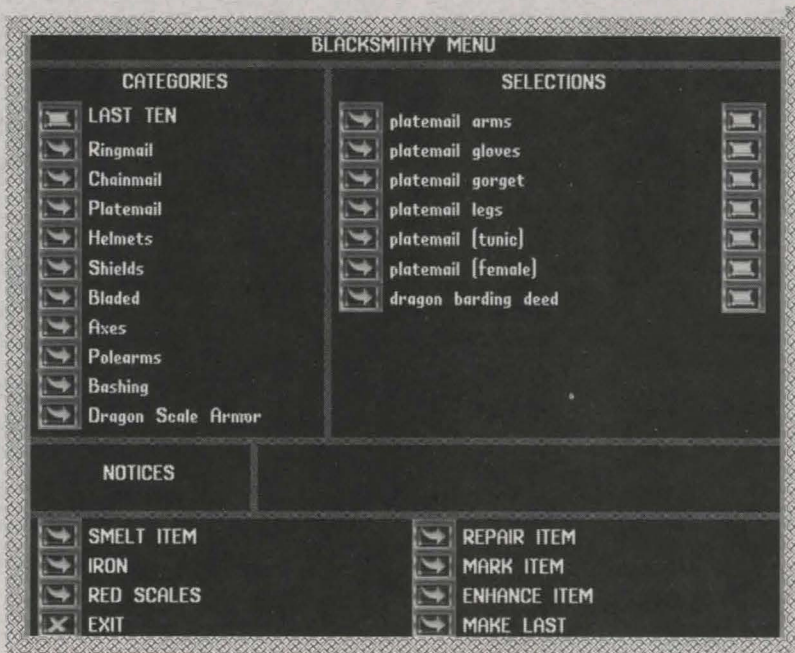 BLACKSMITHY MENU
CATEGORIES
LAST TEN
Ringmail
Chainmail
Platemail
Helmets
Shields
Bladed
Axes
Polearms
Bashing
Dragon Scale Armor
SELECTIONS
platemail arms
platemail gloves
platemail gorget
platemail legs
platemail (tunic)
platemail (female)
dragon barding deed
NOTICES
SMELT ITEM
IRON
RED SCALES
EXIT
REPAIR ITEM
MARK ITEM
ENHANCE ITEM
MAKE LAST